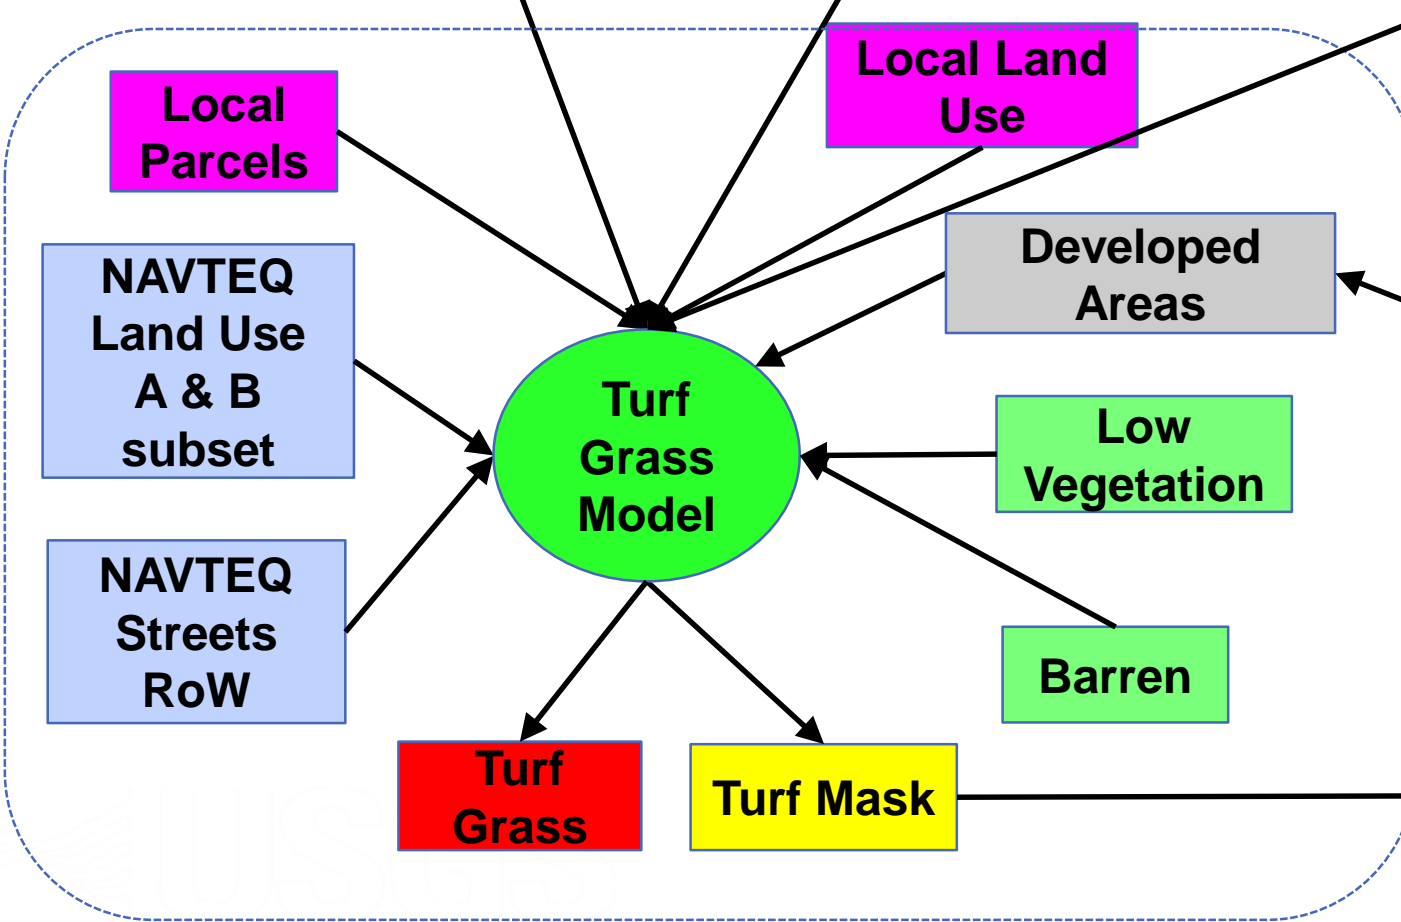 Local Land
Use
Local
Parcels
Developed
Areas
NAVTEQ
Land Use
A & B
subset
Turf
Grass
Model
Low
Vegetation
NAVTEQ
Streets
RoW
Barren
Turf
Grass
Turf Mask
USGS